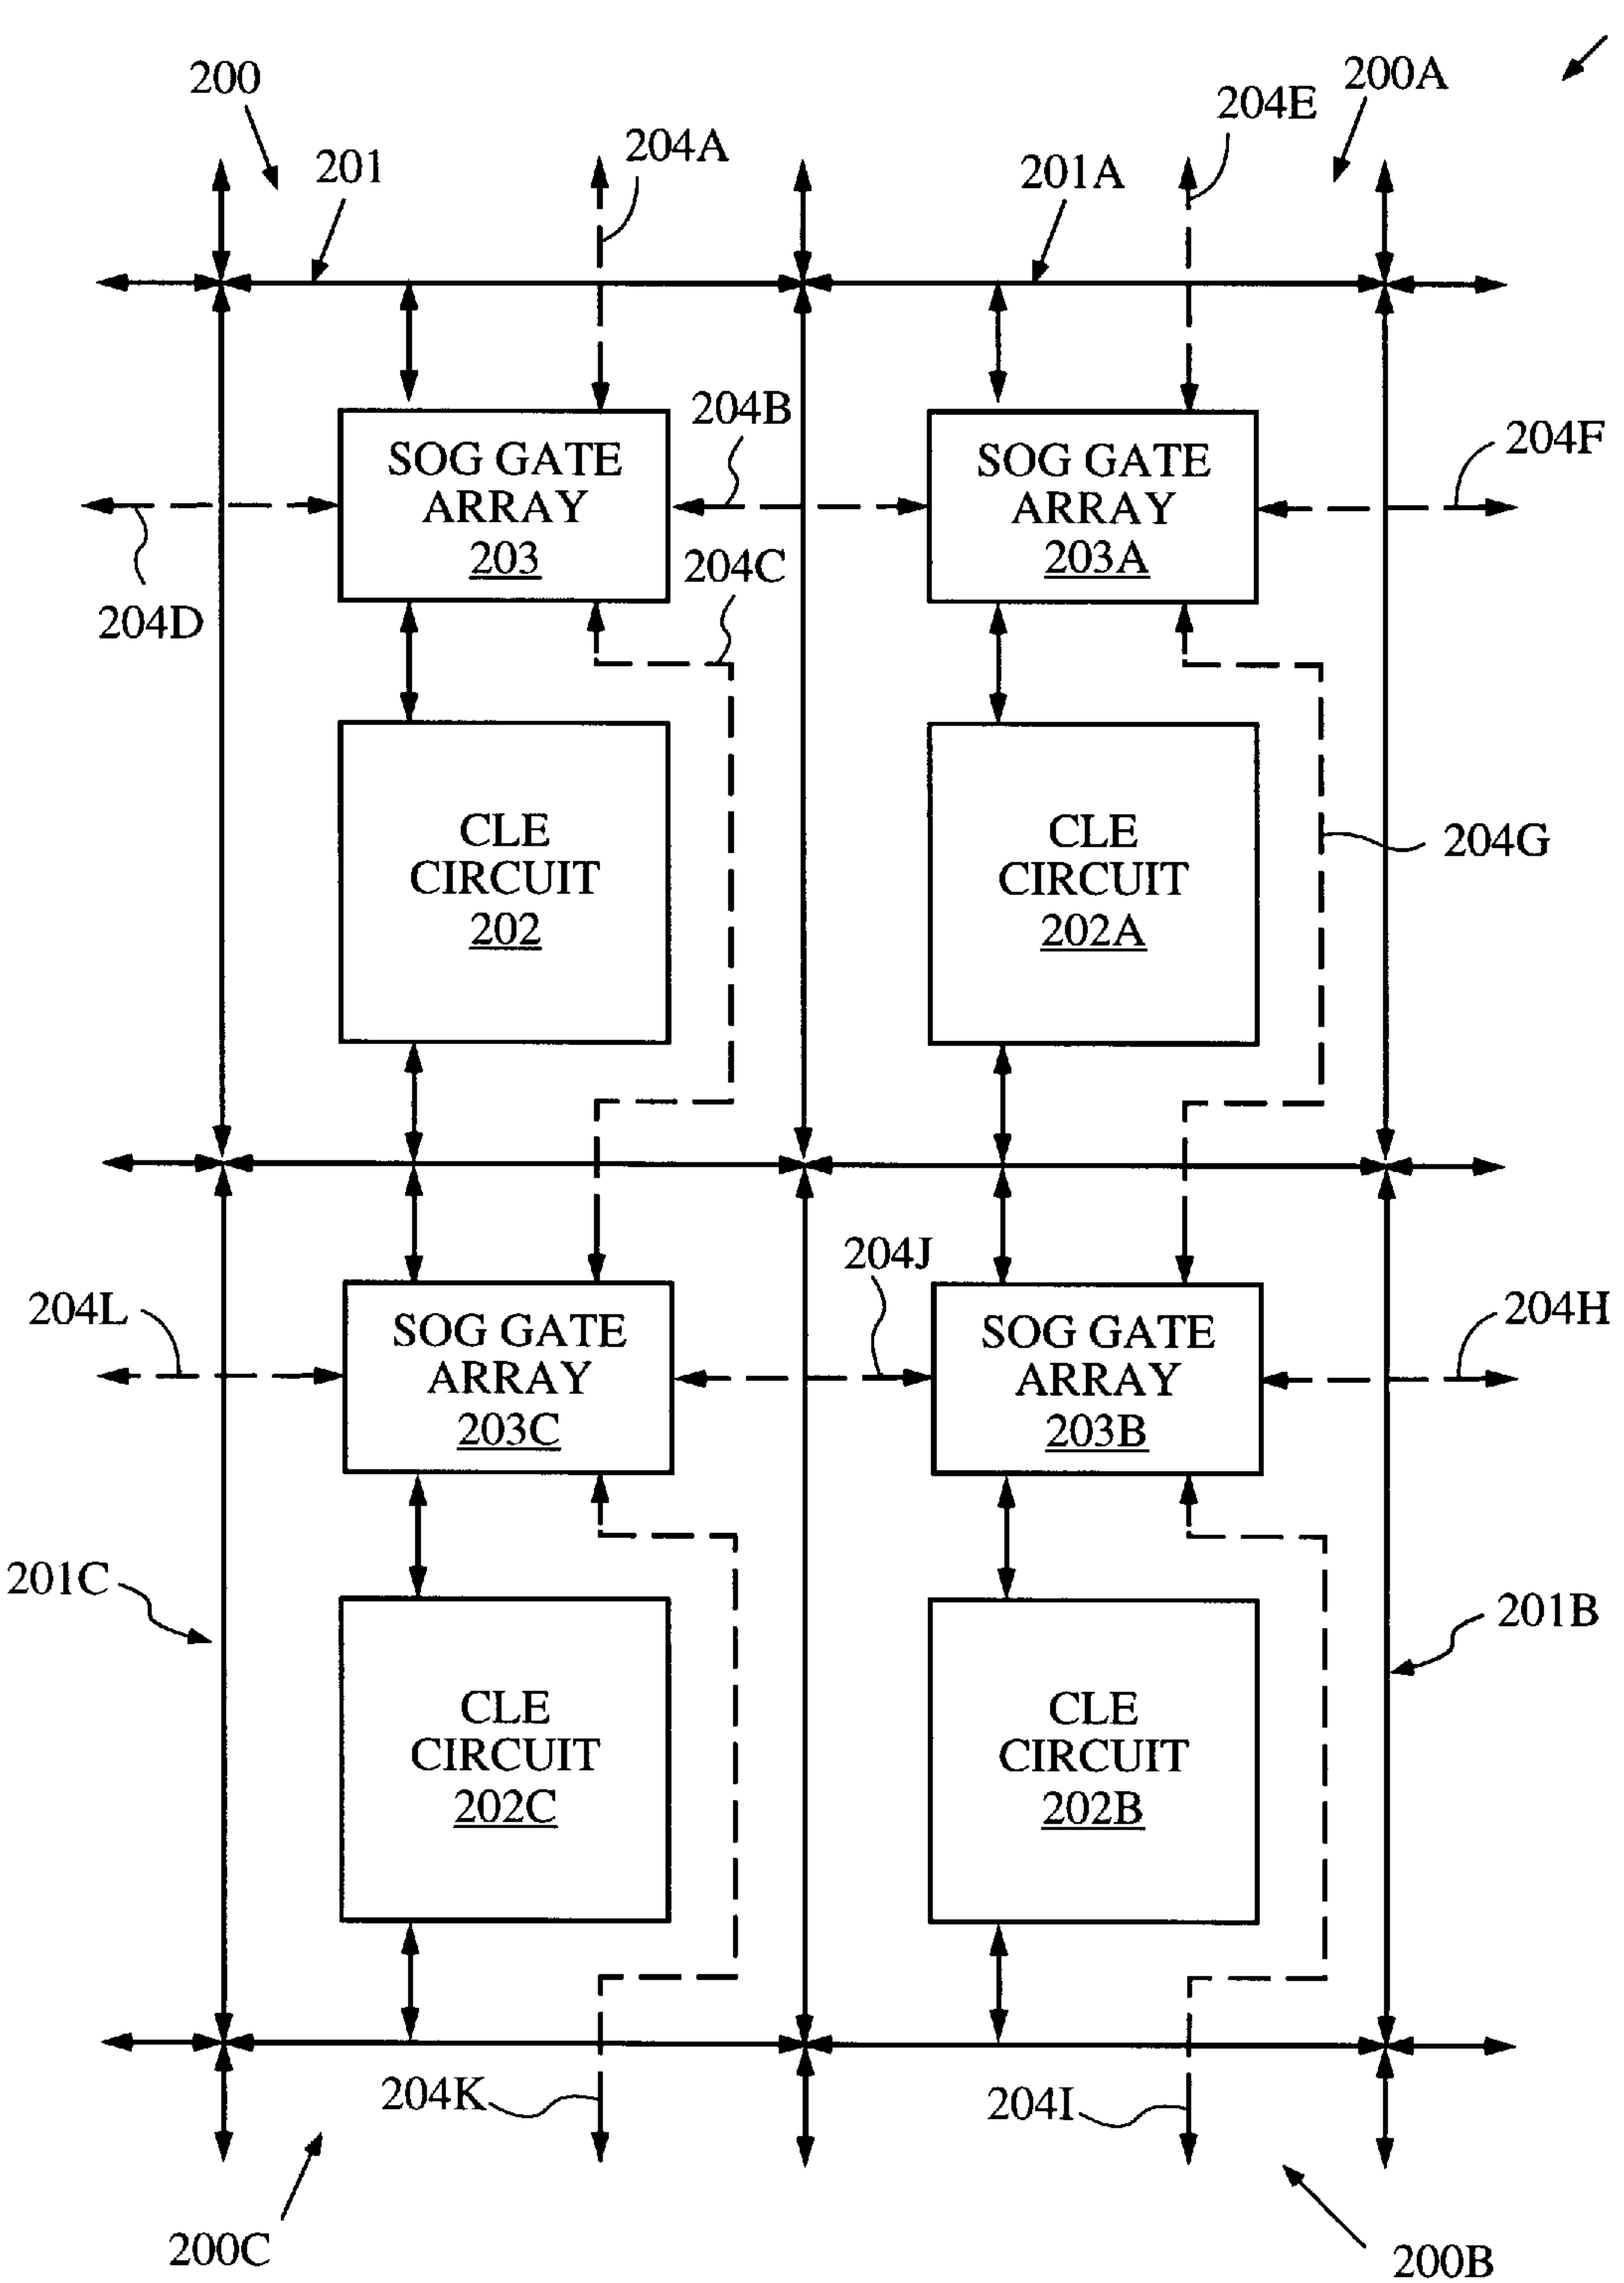 200
200A
204E
204A
201
201A
204B
204F
SOG GATE
ARRAY
203
SOG GATE
ARRAY
203A
204C
204D
CLE
CIRCUIT
202
CLE
CIRCUIT
202A
204G
204J
204L
204H
SOG GATE
ARRAY
203C
SOG GATE
ARRAY
203B
201C
201B
CLE
CIRCUIT
202C
CLE
CIRCUIT
202B
204K
204I
200C
200B